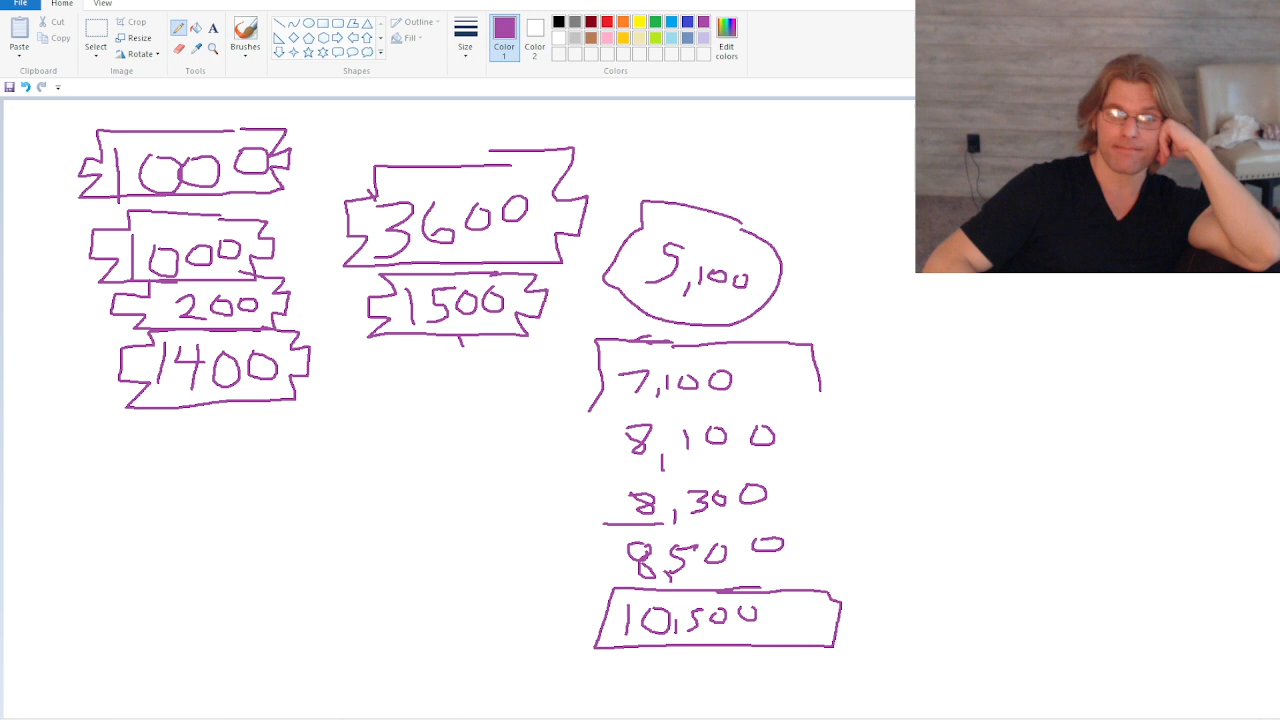 File Home View
Cut
Copy
Paste
Clipboard
Crop
Resize
Rotate
Select
Image
A
Tools
Brushes
Outline
Fill
Shapes
Size
Color 1
Color 2
Edit colors
Colors
1000
1000
200
1400
3600
1500
5,100
7,100
8,100
8,300
8,500
10,500